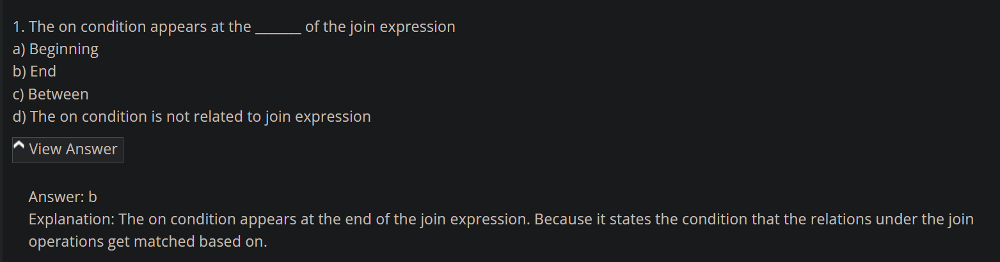 1. The on condition appears at the ______ of the join expression
a) Beginning
b) End
c) Between
d) The on condition is not related to join expression
View Answer
Answer: b
Explanation: The on condition appears at the end of the join expression. Because it states the condition that the relations under the join
operations get matched based on.